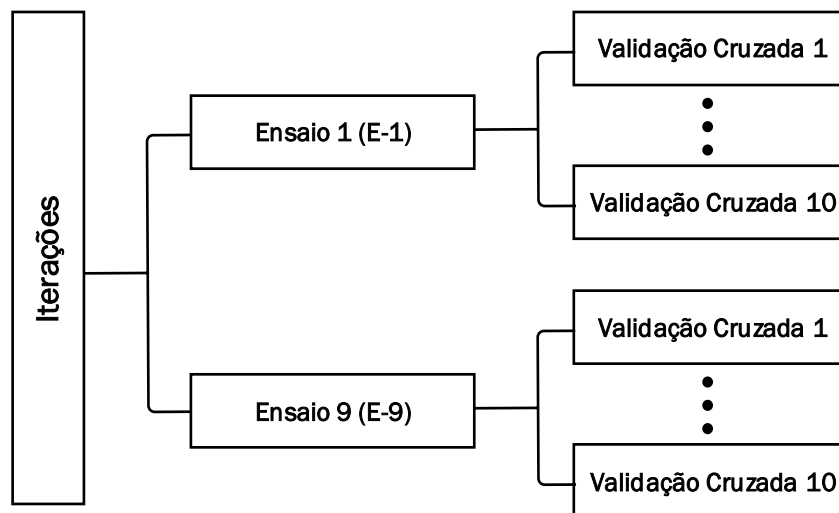 Iterações
Ensaio 1 (E-1)
Validação Cruzada 1
Validação Cruzada 10
Ensaio 9 (E-9)
Validação Cruzada 1
Validação Cruzada 10